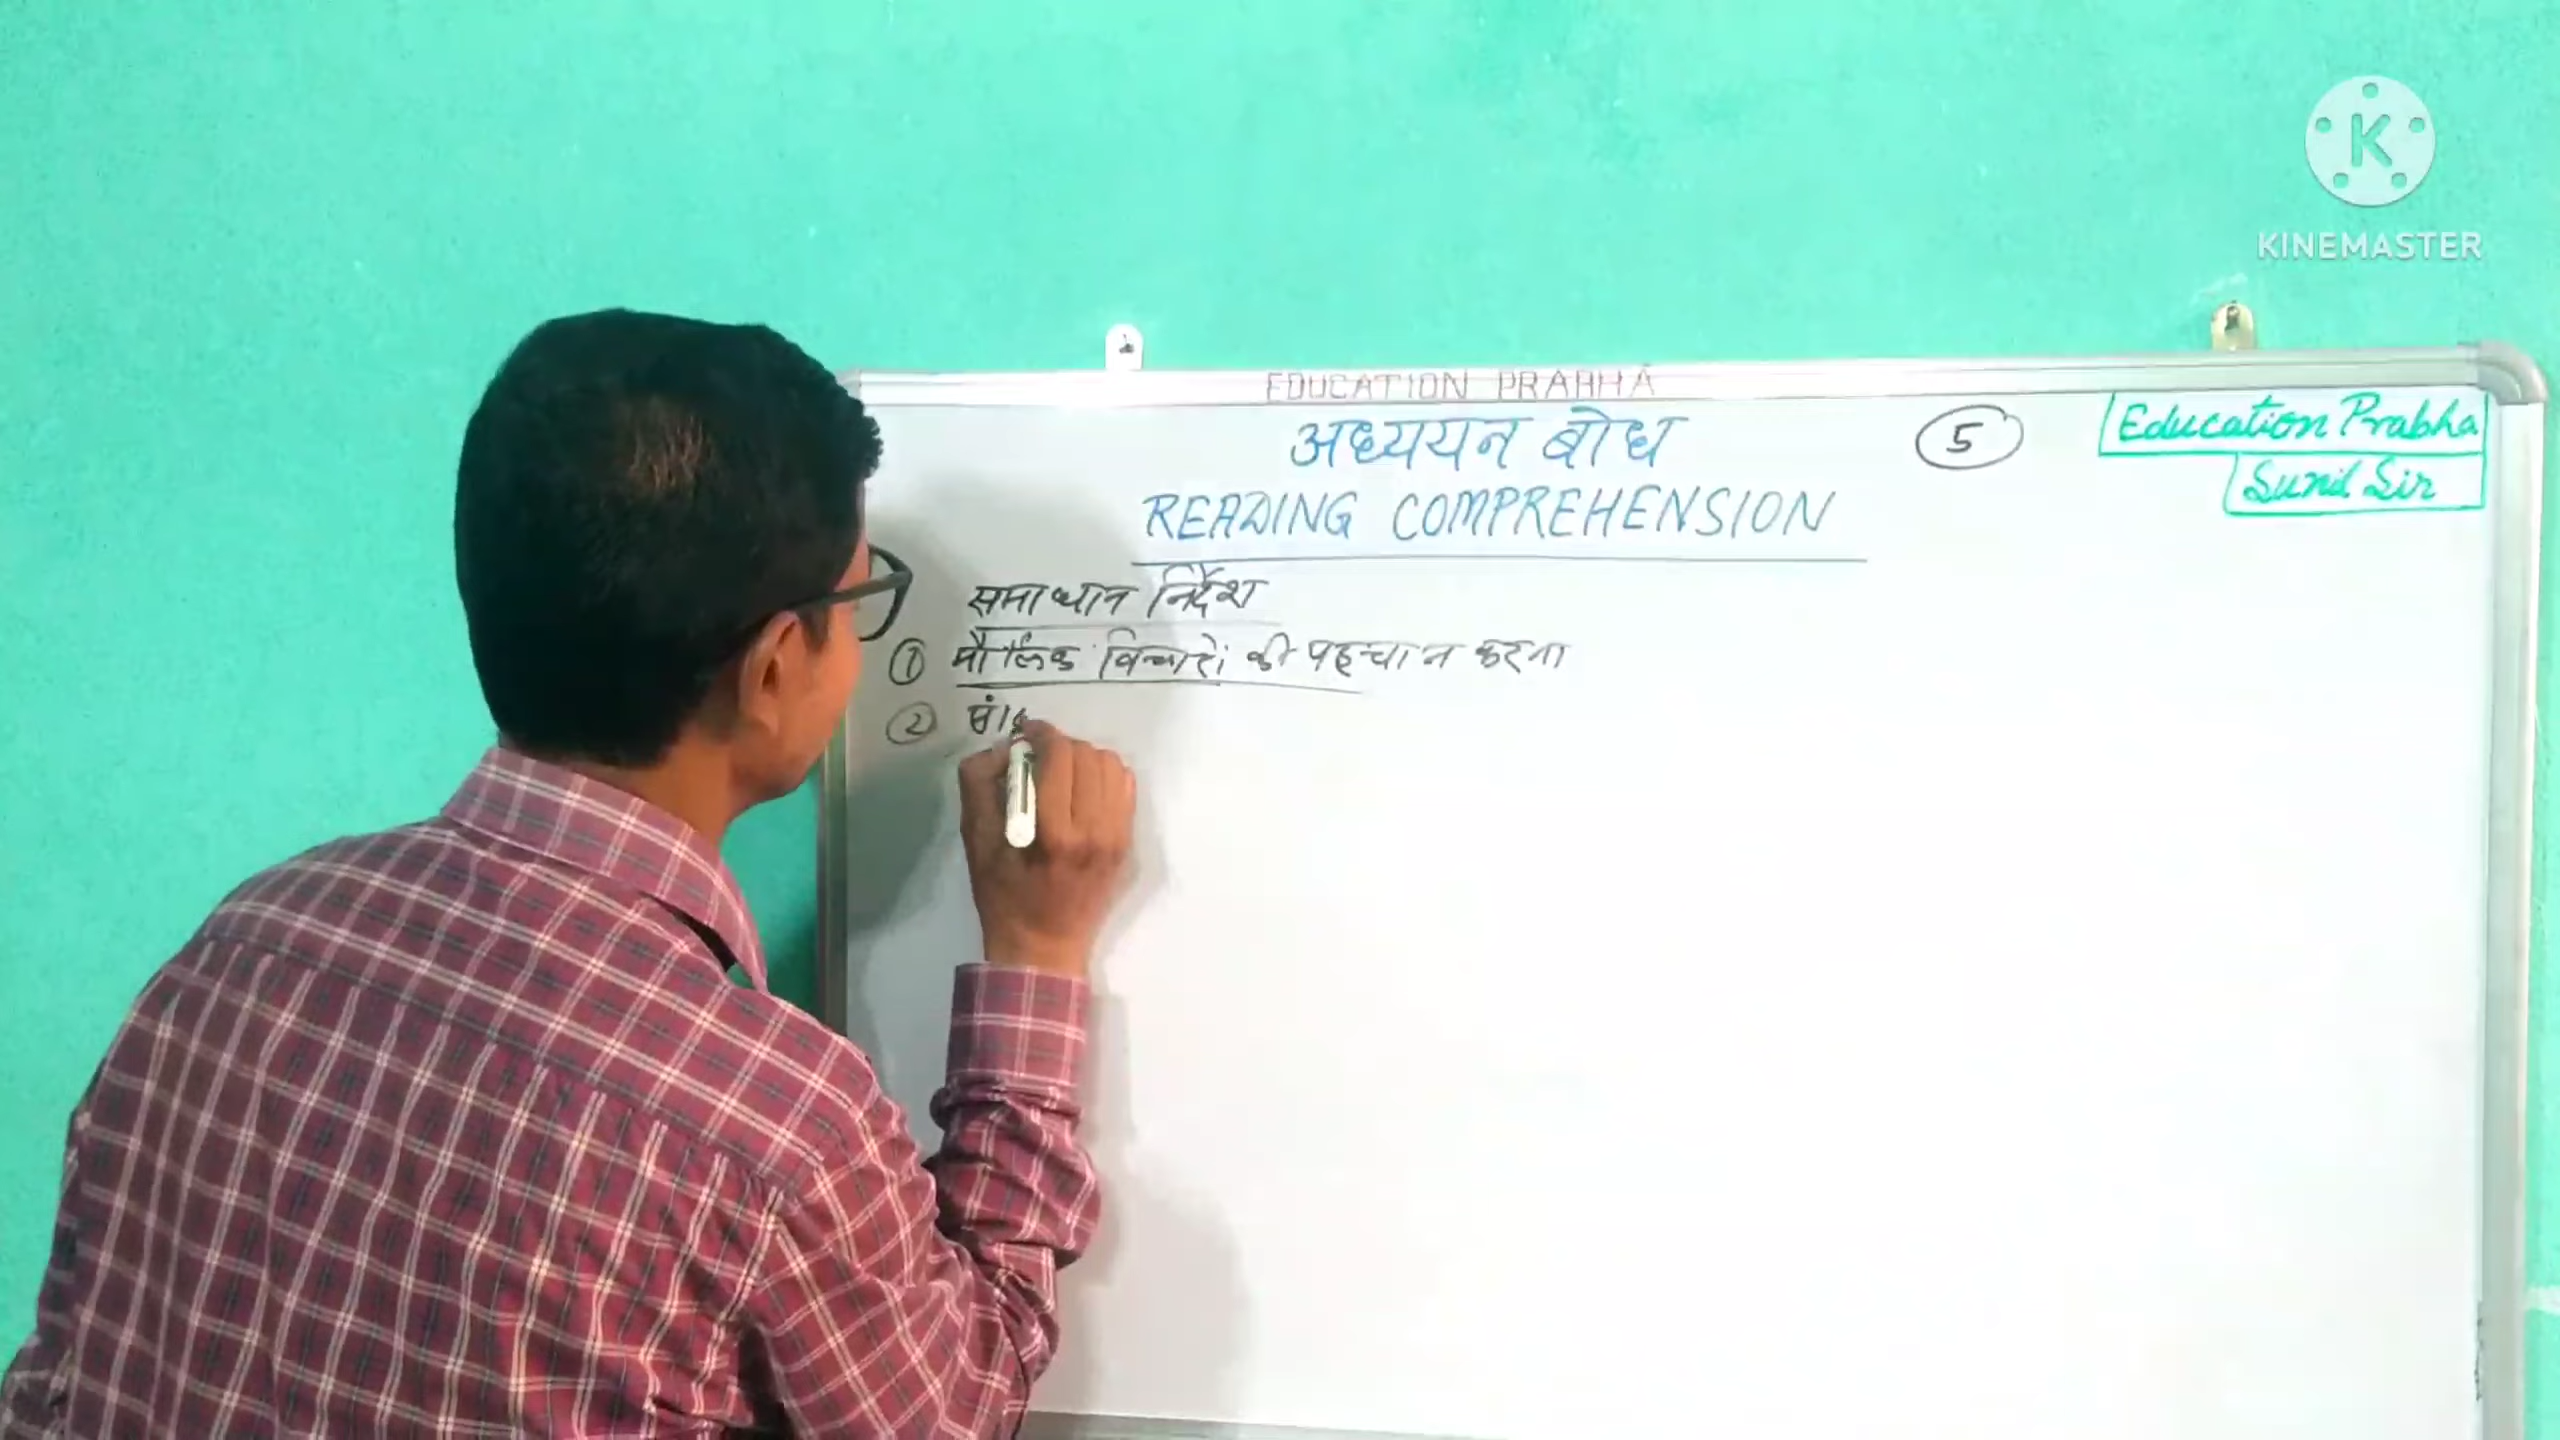 KINEMASTER
EDUCATION PRABHA
अध्ययन बोध
5
Education Prabha
Sunil Sir
READING COMPREHENSION
समाधान निर्देश
① मौलिक विचारों की पहचान करना
②